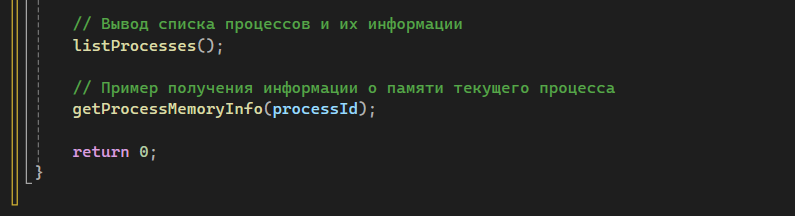 // Вывод списка процессов и их информации
listProcesses();
// Пример получения информации о памяти текущего процесса
getProcessMemoryInfo(processId);
return 0;
}